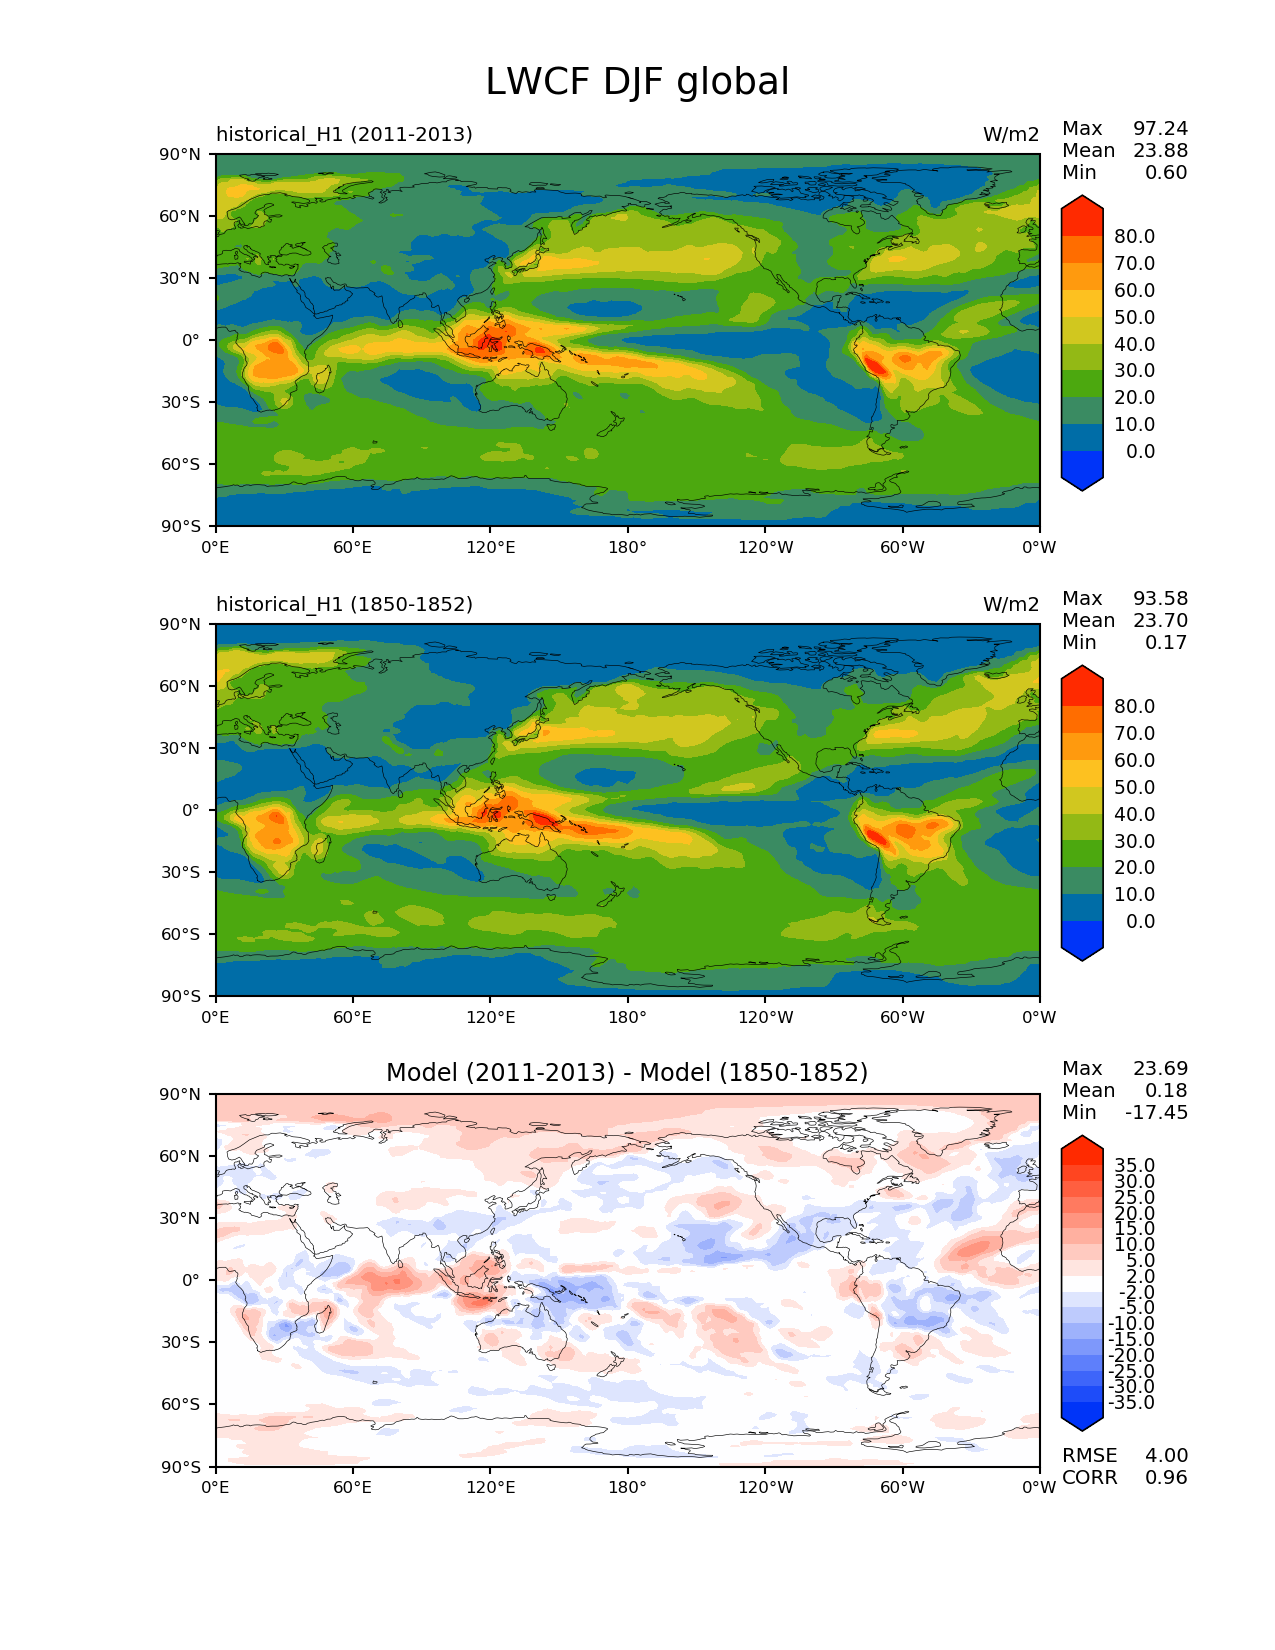 LWCF DJF global
historical_H1 (2011-2013) W/m2
Max 97.24
Mean 23.88
Min 0.60
90°N
60°N
30°N
0°
30°S
60°S
90°S
0°E 60°E 120°E 180° 120°W 60°W 0°W
80.0
70.0
60.0
50.0
40.0
30.0
20.0
10.0
0.0
historical_H1 (1850-1852) W/m2
Max 93.58
Mean 23.70
Min 0.17
90°N
60°N
30°N
0°
30°S
60°S
90°S
0°E 60°E 120°E 180° 120°W 60°W 0°W
80.0
70.0
60.0
50.0
40.0
30.0
20.0
10.0
0.0
Model (2011-2013) - Model (1850-1852)
Max 23.69
Mean 0.18
Min -17.45
90°N
60°N
30°N
0°
30°S
60°S
90°S
0°E 60°E 120°E 180° 120°W 60°W 0°W
35.0
30.0
25.0
20.0
15.0
10.0
5.0
2.0
-2.0
-5.0
-10.0
-15.0
-20.0
-25.0
-30.0
-35.0
RMSE 4.00
CORR 0.96